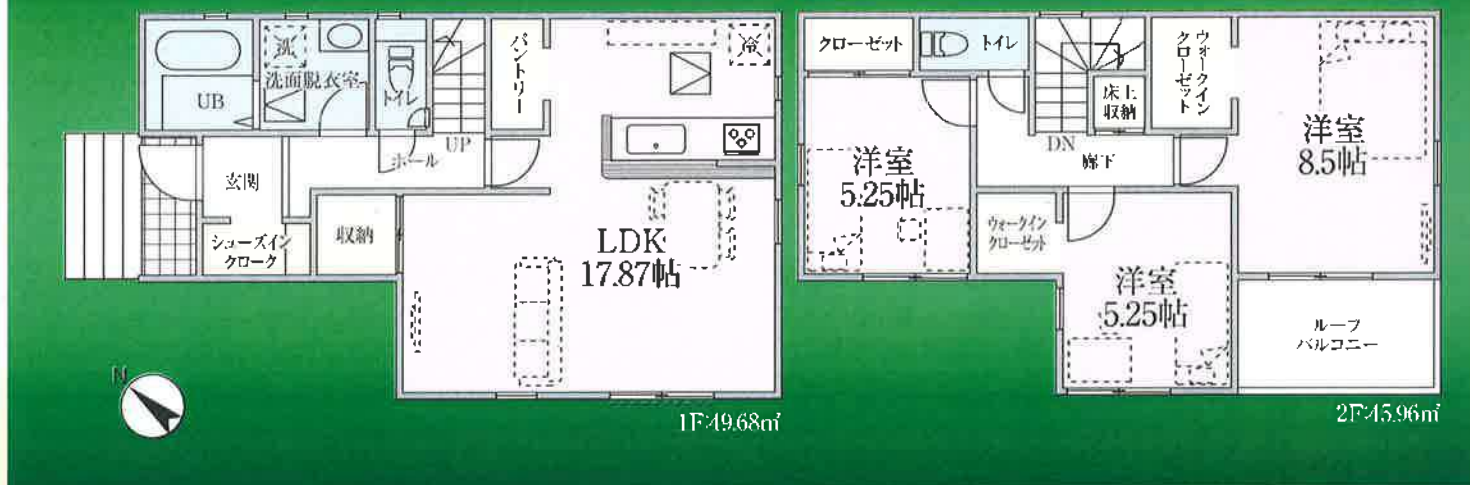 洗
洗面脱衣室
UB
トイレ
パントリー
冷
UP
ホール
玄関
シューズイン
クローク
収納
LDK
17.87帖
N
1F:49.68㎡
クローゼット
トイレ
床上
収納
ウォークイン
クローゼット
DN
廊下
洋室
5.25帖
洋室
8.5帖
ウォークイン
クローゼット
洋室
5.25帖
ルーフ
バルコニー
2F:45.96㎡